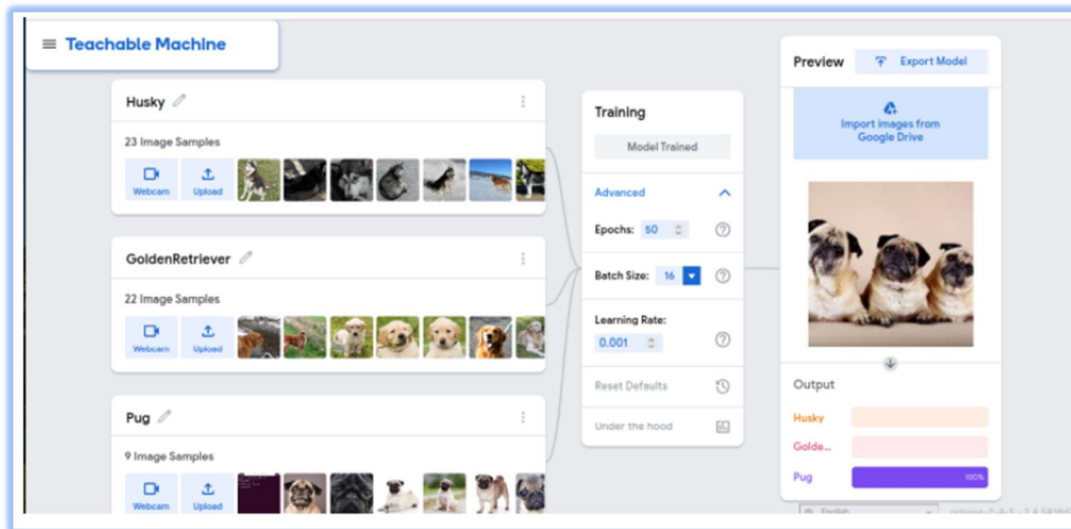 Teachable Machine
Husky
23 Image Samples
Webcam
Upload
GoldenRetriever
22 Image Samples
Webcam
Upload
Pug
9 Image Samples
Webcam
Upload
Training
Model Trained
Advanced
Epochs: 50
Batch Size: 16
Learning Rate:
0.001
Reset Defaults
Under the hood
Preview
Export Model
Import images from
Google Drive
Output
Husky
Golde...
Pug 100%
English